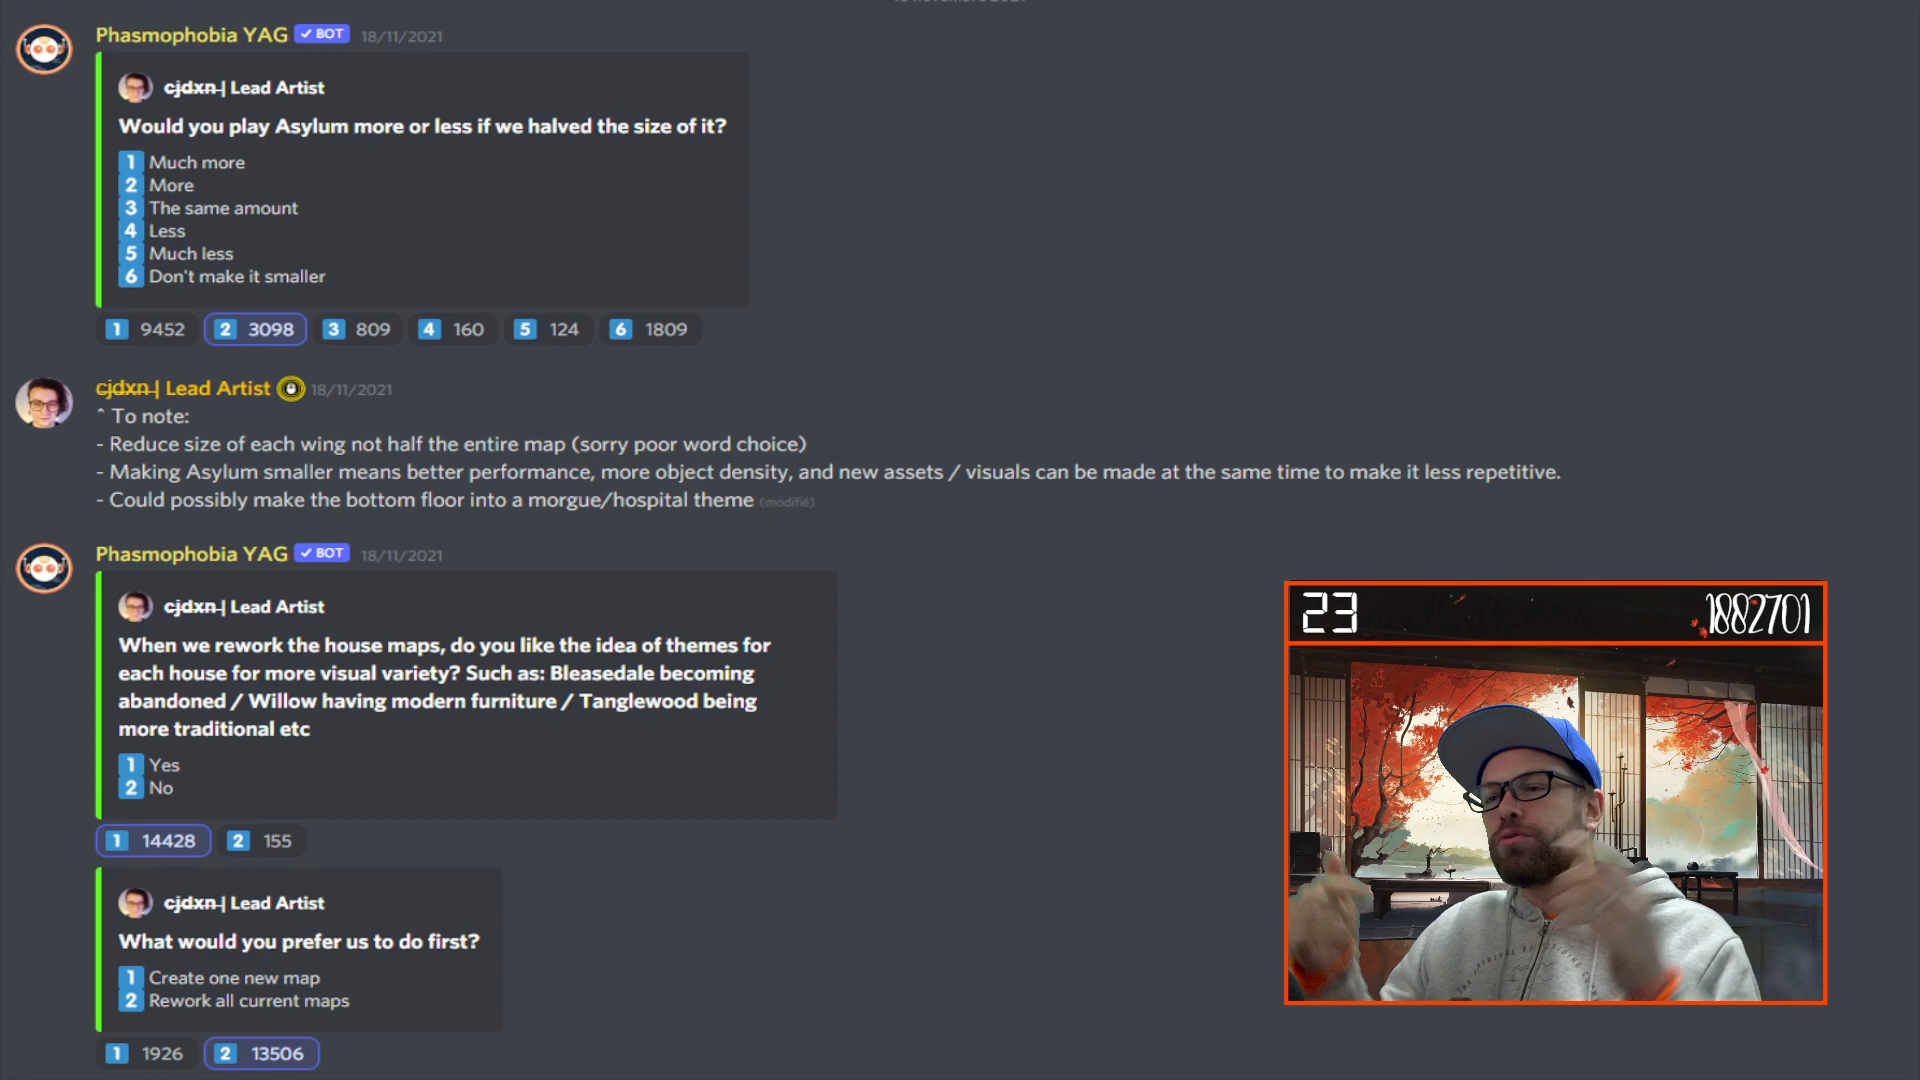 Phasmophobia YAG ✓ BOT 18/11/2021
cjdxn | Lead Artist
Would you play Asylum more or less if we halved the size of it?
1 Much more
2 More
3 The same amount
4 Less
5 Much less
6 Don't make it smaller
1 9452 2 3098 3 809 4 160 5 124 6 1809
cjdxn | Lead Artist 18/11/2021
^ To note:
- Reduce size of each wing not half the entire map (sorry poor word choice)
- Making Asylum smaller means better performance, more object density, and new assets / visuals can be made at the same time to make it less repetitive.
- Could possibly make the bottom floor into a morgue/hospital theme (modifié)
Phasmophobia YAG ✓ BOT 18/11/2021
cjdxn | Lead Artist
When we rework the house maps, do you like the idea of themes for
each house for more visual variety? Such as: Bleasedale becoming
abandoned / Willow having modern furniture / Tanglewood being
more traditional etc
1 Yes
2 No
1 14428 2 155
cjdxn | Lead Artist
What would you prefer us to do first?
1 Create one new map
2 Rework all current maps
1 1926 2 13506
23 1882701